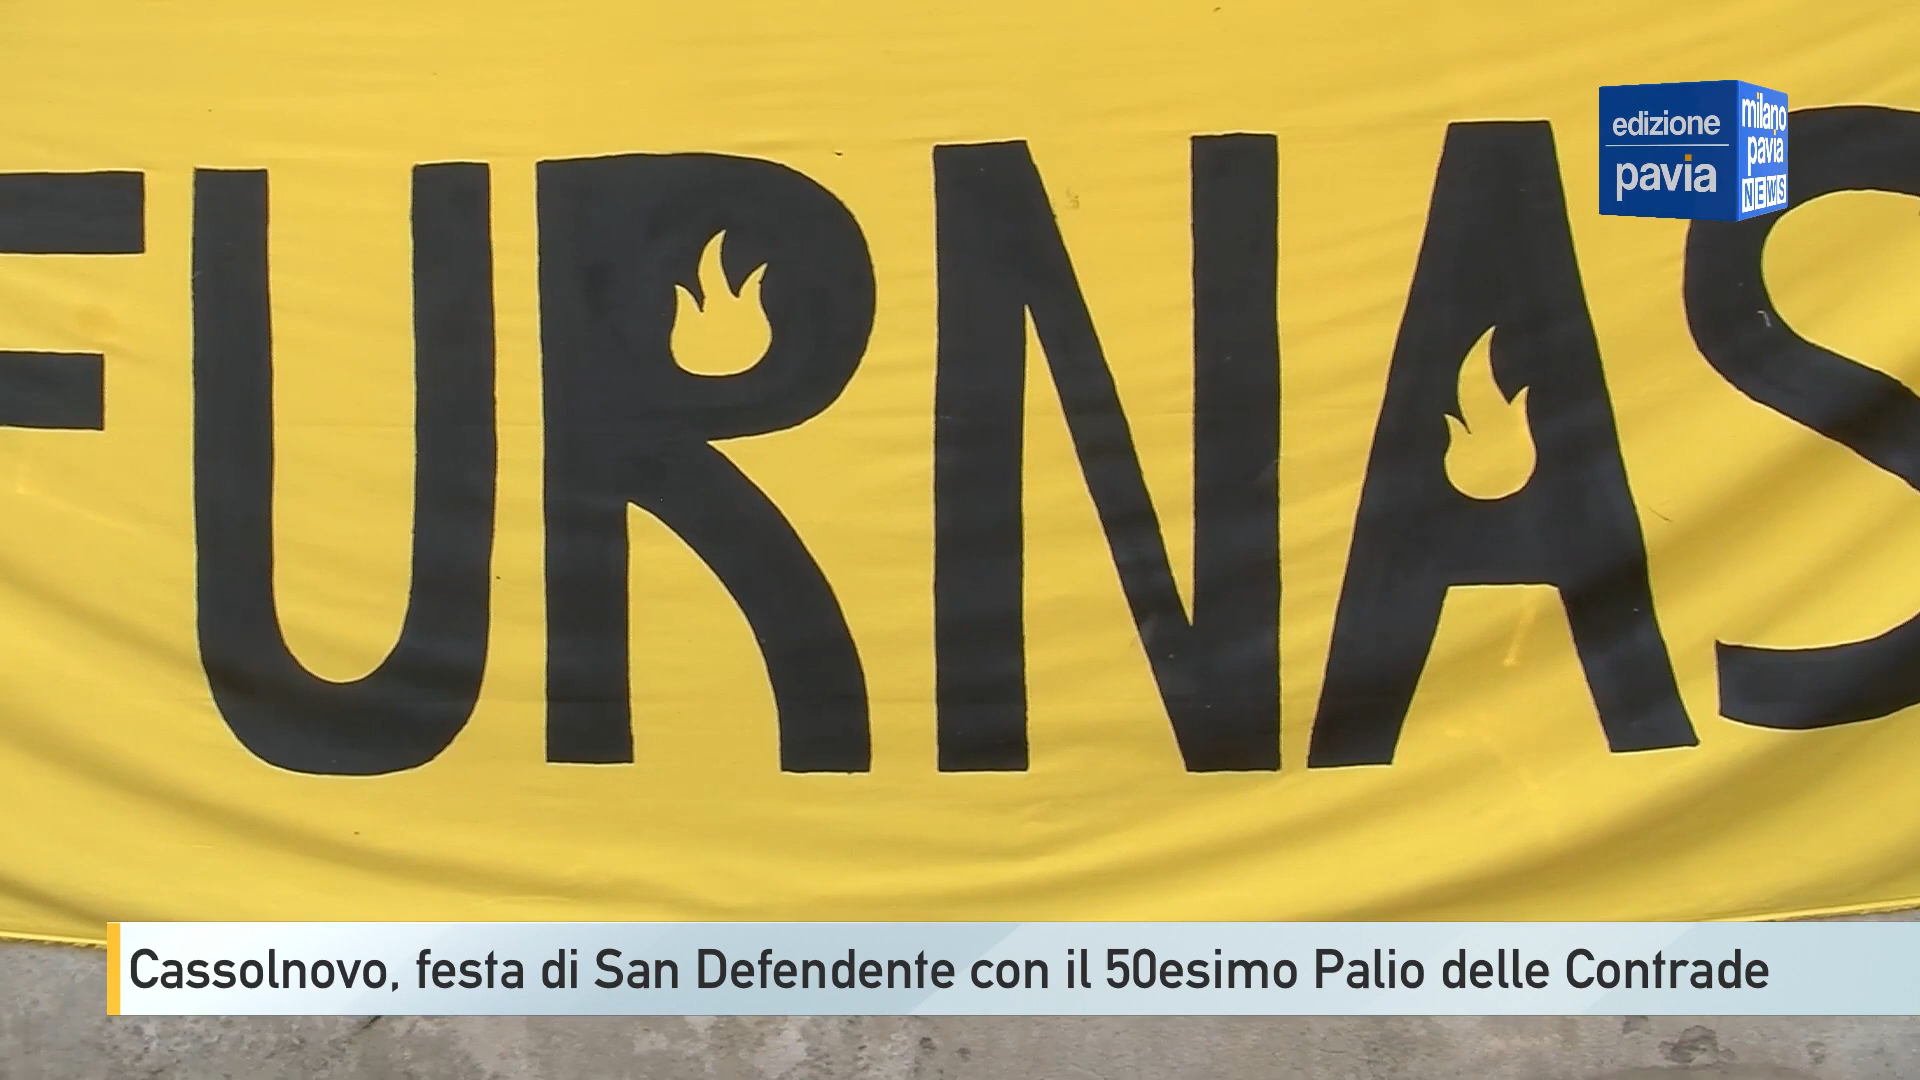 FURNAS
edizione
pavia
milano
pavia
NEWS
Cassolnovo, festa di San Defendente con il 50esimo Palio delle Contrade